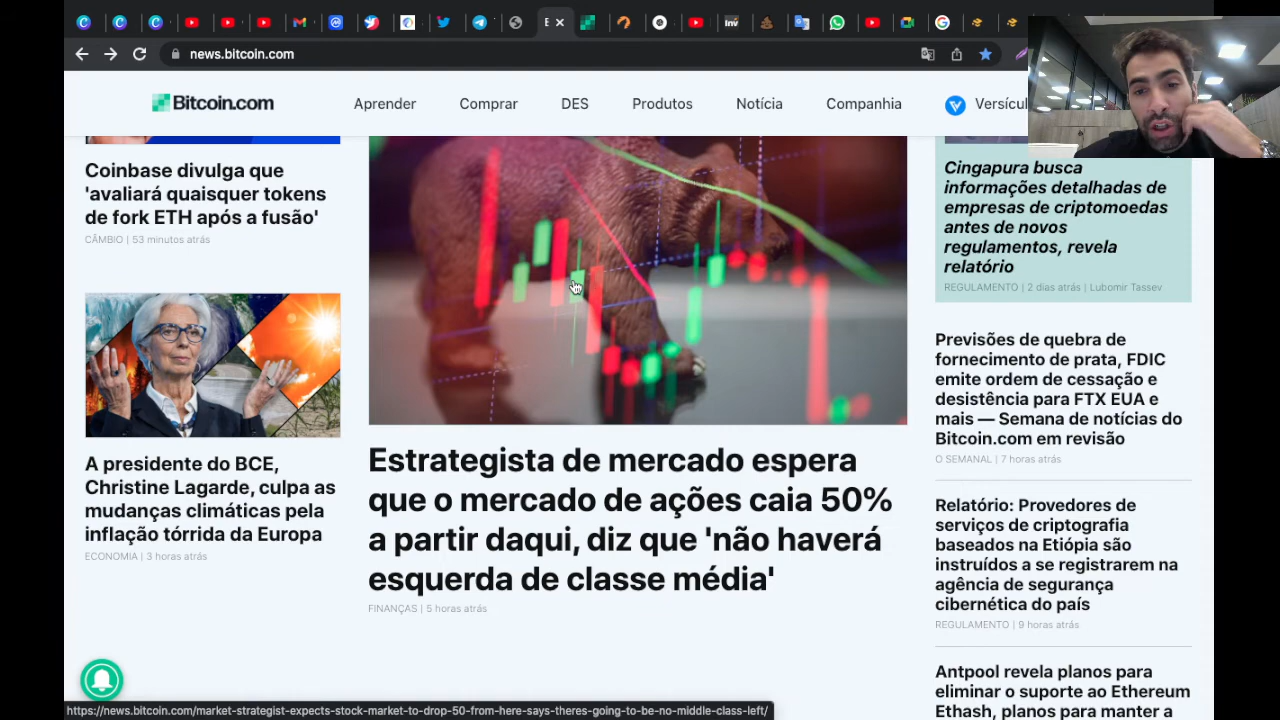 news.bitcoin.com
Bitcoin.com
Aprender
Comprar
DES
Produtos
Notícia
Companhia
Versícul
Coinbase divulga que
'avaliará quaisquer tokens
de fork ETH após a fusão'
CÂMBIO | 53 minutos atrás
A presidente do BCE,
Christine Lagarde, culpa as
mudanças climáticas pela
inflação tórrida da Europa
ECONOMIA | 3 horas atrás
Estrategista de mercado espera
que o mercado de ações caia 50%
a partir daqui, diz que 'não haverá
esquerda de classe média'
FINANÇAS | 5 horas atrás
Cingapura busca
informações detalhadas de
empresas de criptomoedas
antes de novos
regulamentos, revela
relatório
REGULAMENTO | 2 dias atrás | Lubomir Tassev
Previsões de quebra de
fornecimento de prata, FDIC
emite ordem de cessação e
desistência para FTX EUA e
mais — Semana de notícias do
Bitcoin.com em revisão
O SEMANAL | 7 horas atrás
Relatório: Provedores de
serviços de criptografia
baseados na Etiópia são
instruídos a se registrarem na
agência de segurança
cibernética do país
REGULAMENTO | 9 horas atrás
Antpool revela planos para
eliminar o suporte ao Ethereum
Ethash, planos para manter a
https://news.bitcoin.com/market-strategist-expects-stock-market-to-drop-50-from-here-says-theres-going-to-be-no-middle-class-left/